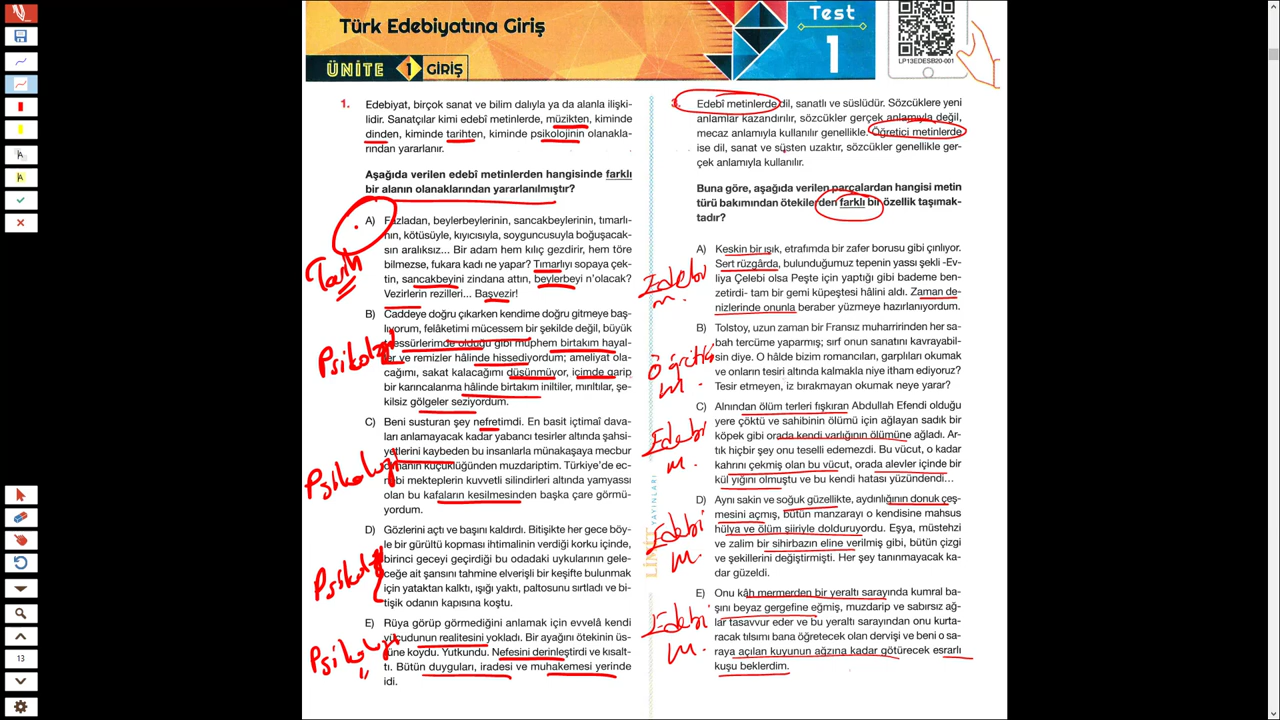 Türk Edebiyatına Giriş
Test
1
LP13EDESB20-001
ÜNİTE 1 GİRİŞ
1. Edebiyat, birçok sanat ve bilim dalıyla ya da alanla ilişki-
lidir. Sanatçılar kimi edebî metinlerde, müzikten, kiminde
dinden, kiminde tarihten, kiminde psikolojinin olanakla-
rından yararlanır.
Aşağıda verilen edebî metinlerden hangisinde farklı
bir alanın olanaklarından yararlanılmıştır?
A) Fazladan, beylerbeylerinin, sancakbeylerinin, tımarlı-
nın, kötüsüyle, kıyıcısıyla, soyguncusuyla boğuşacak-
sın aralıksız... Bir adam hem kılıç gezdirir, hem töre
bilmezse, fukara kadı ne yapar? Tımarlıyı sopaya çek-
tin, sancakbeyini zindana attın, beylerbeyi n'olacak?
Vezirlerin rezilleri... Başvezir!
Tarih
B) Caddeye doğru çıkarken kendime doğru gitmeye baş-
lıyorum, felâketimi mücessem bir şekilde değil, büyük
teessürlerimde olduğu gibi müphem birtakım hayal-
ler ve remizler hâlinde hissediyordum; ameliyat ola-
cağımı, sakat kalacağımı düşünmüyor, içimde garip
bir karıncalanma hâlinde birtakım iniltiler, mırıltılar, şe-
kilsiz gölgeler seziyordum.
Psikoloji
C) Beni susturan şey nefretimdi. En basit içtimaî dava-
ları anlamayacak kadar yabancı tesirler altında şahsi-
yetlerini kaybeden bu insanlarla münakaşaya mecbur
olmanın küçüklüğünden muzdariptim. Türkiye'de ec-
nebi mekteplerin kuvvetli silindirleri altında yamyassı
olan bu kafaların kesilmesinden başka çare görmü-
yordum.
Psikoloji
D) Gözlerini açtı ve başını kaldırdı. Bitişikte her gece böy-
le bir gürültü kopması ihtimalinin verdiği korku içinde,
birinci geceyi geçirdiği bu odadaki uykularının gele-
ceğe ait şansını tahmine elverişli bir keşifte bulunmak
için yataktan kalktı, ışığı yaktı, paltosunu sırtladı ve bi-
tişik odanın kapısına koştu.
Psikoloji
E) Rüya görüp görmediğini anlamak için evvelâ kendi
vücudunun realitesini yokladı. Bir ayağını ötekinin üs-
tüne koydu. Yutkundu. Nefesini derinleştirdi ve kısalt-
tı. Bütün duyguları, iradesi ve muhakemesi yerinde
idi.
Psikoloji
3. Edebî metinlerde dil, sanatlı ve süslüdür. Sözcüklere yeni
anlamlar kazandırılır, sözcükler gerçek anlamıyla değil,
mecaz anlamıyla kullanılır genellikle. Öğretici metinlerde
ise dil, sanat ve süsten uzaktır, sözcükler genellikle ger-
çek anlamıyla kullanılır.
Buna göre, aşağıda verilen parçalardan hangisi metin
türü bakımından ötekilerden farklı bir özellik taşımak-
tadır?
A) Keskin bir ışık, etrafımda bir zafer borusu gibi çınlıyor.
Sert rüzgârda, bulunduğumuz tepenin yassı şekli -Ev-
liya Çelebi olsa Peşte için yaptığı gibi bademe ben-
zetirdi- tam bir gemi küpeştesi hâlini aldı. Zaman de-
nizlerinde onunla beraber yüzmeye hazırlanıyordum.
Edebi
m.
B) Tolstoy, uzun zaman bir Fransız muharririnden her sa-
bah tercüme yaparmış; sırf onun sanatını kavrayabil-
sin diye. O hâlde bizim romancıları, garplıları okumak
ve onların tesiri altında kalmakla niye itham ediyoruz?
Tesir etmeyen, iz bırakmayan okumak neye yarar?
Öğretici
m.
C) Alnından ölüm terleri fışkıran Abdullah Efendi olduğu
yere çöktü ve sahibinin ölümü için ağlayan sadık bir
köpek gibi orada kendi varlığının ölümüne ağladı. Ar-
tık hiçbir şey onu teselli edemezdi. Bu vücut, o kadar
kahrını çekmiş olan bu vücut, orada alevler içinde bir
kül yığını olmuştu ve bu kendi hatası yüzündendi...
Edebi
m.
D) Aynı sakin ve soğuk güzellikte, aydınlığının donuk çeş-
mesini açmış, bütün manzarayı o kendisine mahsus
hülya ve ölüm şiiriyle dolduruyordu. Eşya, müstehzi
ve zalim bir sihirbazın eline verilmiş gibi, bütün çizgi
ve şekillerini değiştirmişti. Her şey tanınmayacak ka-
dar güzeldi.
Edebi
m.
E) Onu kâh mermerden bir yeraltı sarayında kumral ba-
şını beyaz gergefine eğmiş, muzdarip ve sabırsız ağ-
lar tasavvur eder ve bu yeraltı sarayından onu kurta-
racak tılsımı bana öğretecek olan dervişi ve beni o sa-
raya açılan kuyunun ağzına kadar götürecek esrarlı
kuşu beklerdim.
Edebi
m.
LİMİT YAYINLARI
13